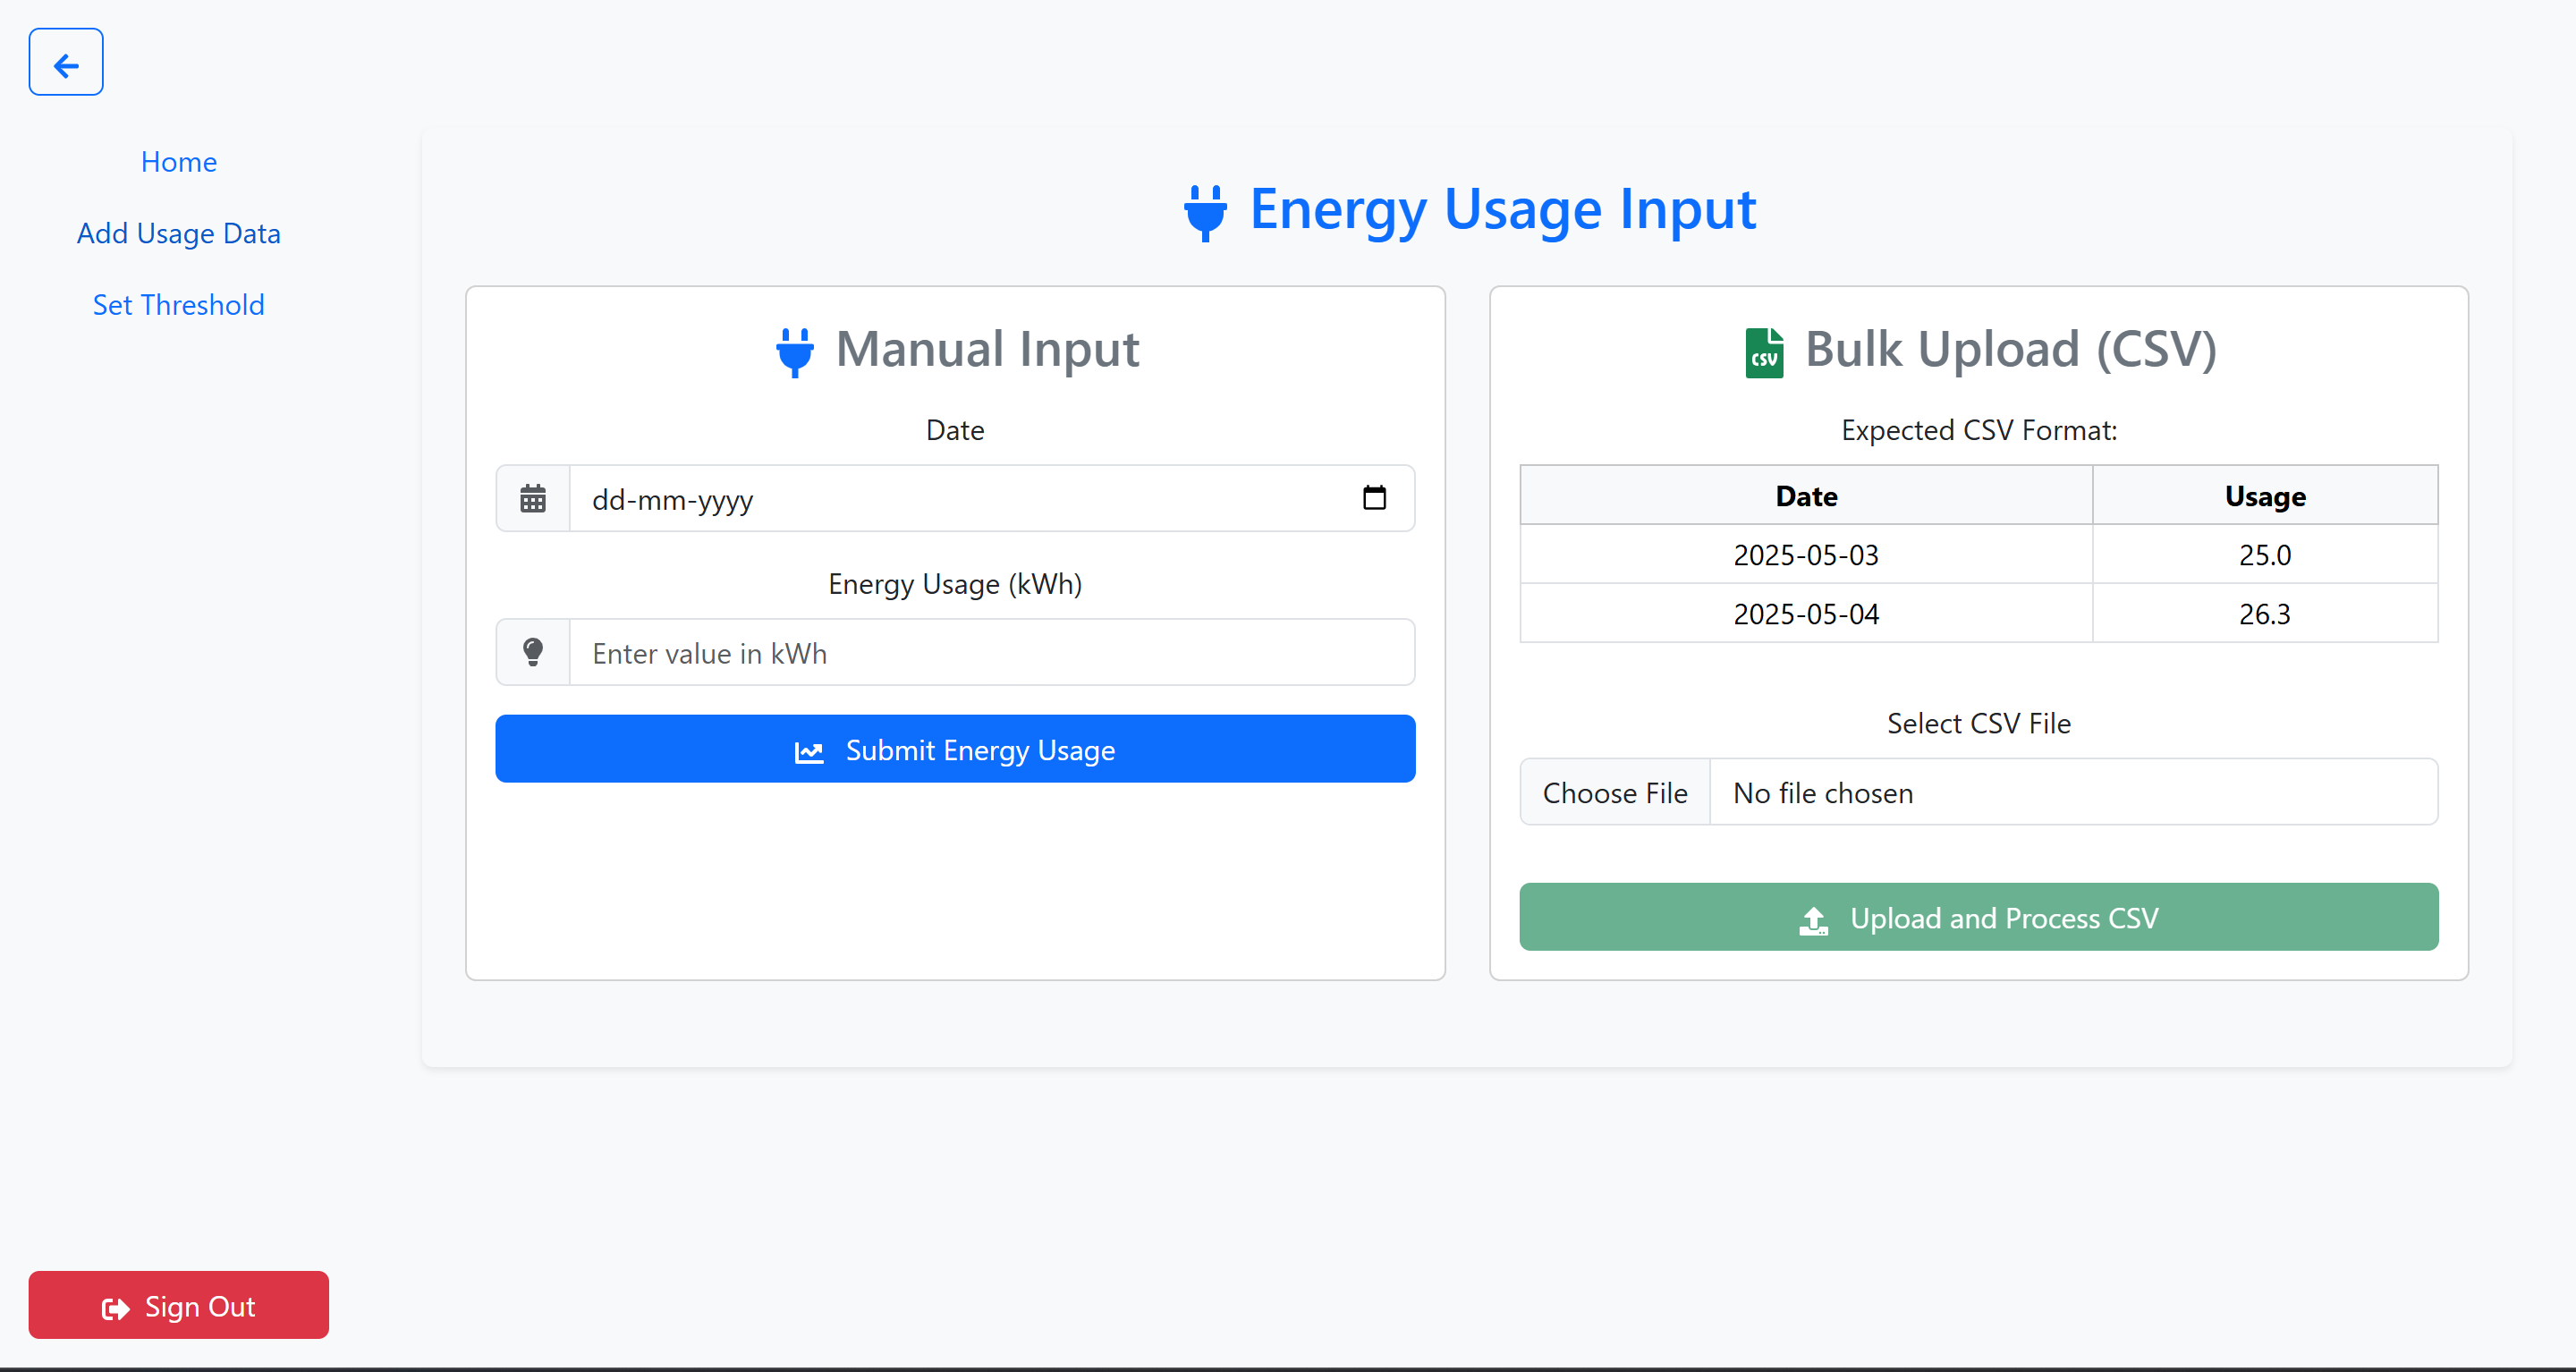 Home
Add Usage Data
Set Threshold
Sign Out
Energy Usage Input
Manual Input
Date
dd-mm-yyyy
Energy Usage (kWh)
Enter value in kWh
Submit Energy Usage
CSV Bulk Upload (CSV)
Expected CSV Format:
Date Usage
2025-05-03 25.0
2025-05-04 26.3
Select CSV File
Choose File No file chosen
Upload and Process CSV